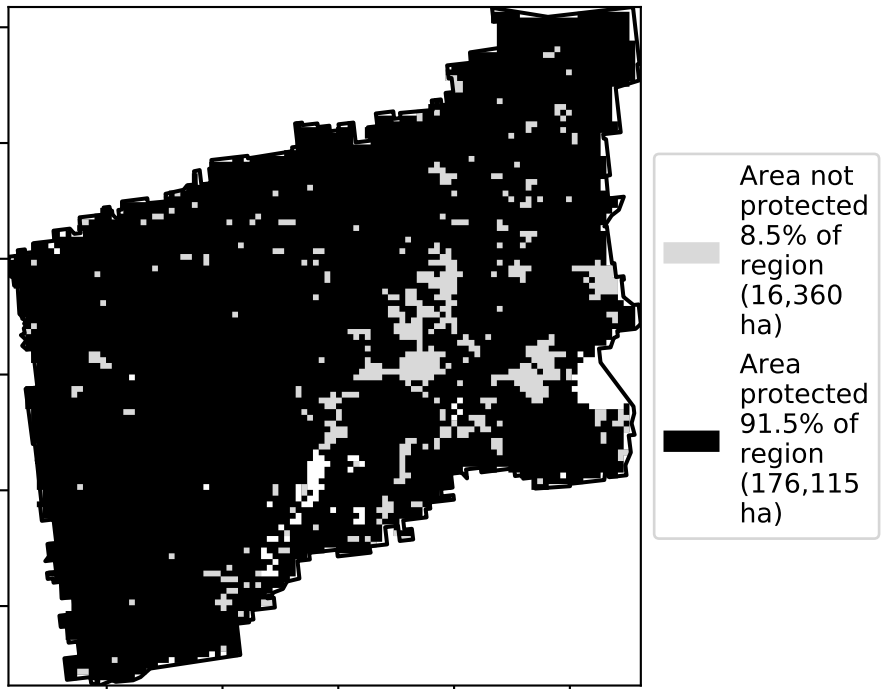 Area not
protected
8.5% of
region
(16,360
ha)
Area
protected
91.5% of
region
(176,115
ha)